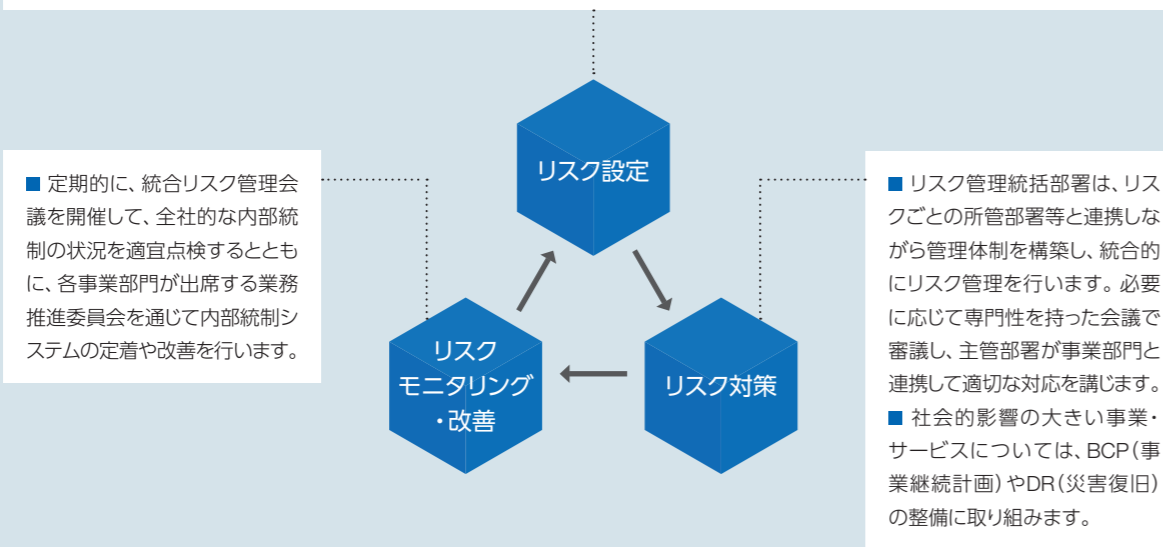 リスク設定
■ 定期的に、統合リスク管理会
議を開催して、全社的な内部統
制の状況を適宜点検するととも
に、各事業部門が出席する業務
推進委員会を通じて内部統制シ
ステムの定着や改善を行います。
リスク
モニタリング
・改善
リスク対策
■ リスク管理統括部署は、リス
クごとの所管部署等と連携しな
がら管理体制を構築し、統合的
にリスク管理を行います。必要
に応じて専門性を持った会議で
審議し、主管部署が事業部門と
連携して適切な対応を講じます。
■ 社会的影響の大きい事業・
サービスについては、BCP(事
業継続計画)やDR(災害復旧)
の整備に取り組みます。